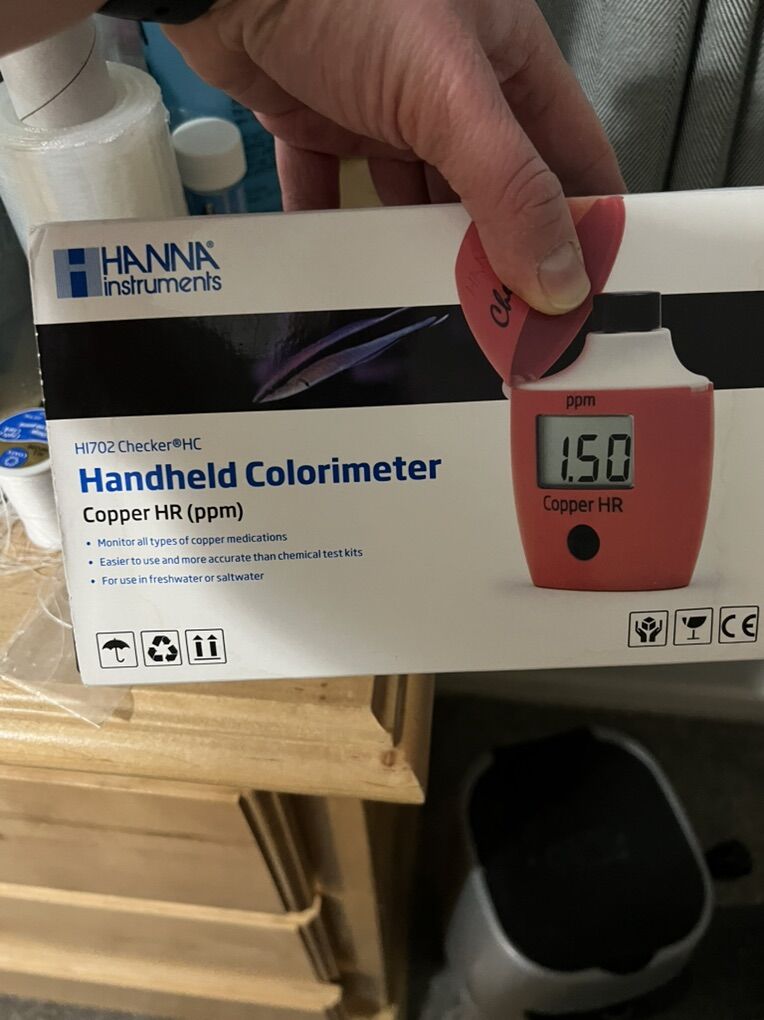 HANNA®
instruments
HI702 Checker®HC
Handheld Colorimeter
Copper HR (ppm)
• Monitor all types of copper medications
• Easier to use and more accurate than chemical test kits
• For use in freshwater or saltwater
ppm
1.50
Copper HR
CE